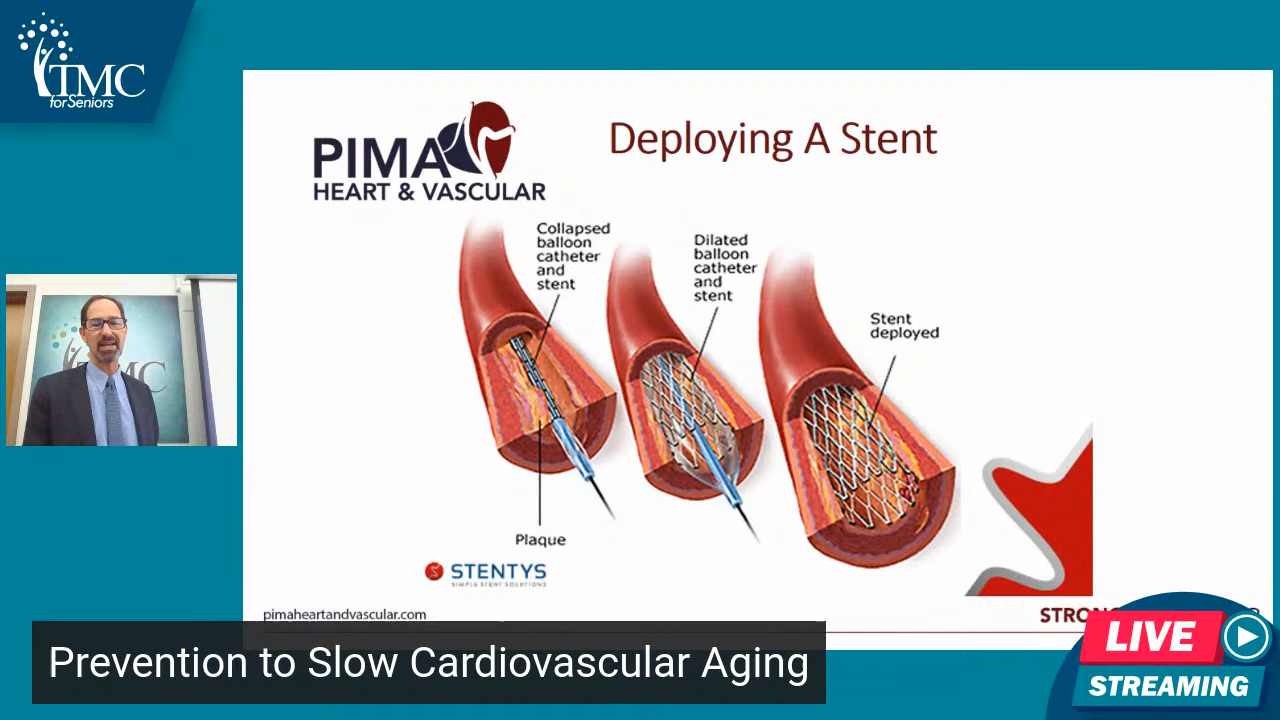 TMC
for Seniors
PIMA
HEART & VASCULAR
Deploying A Stent
Collapsed
balloon
catheter
and
stent
Dilated
balloon
catheter
and
stent
Stent
deployed
Plaque
STENTYS
SIMPLE STENT SOLUTIONS
TMC
pimaheartandvascular.com
Prevention to Slow Cardiovascular Aging
LIVE
STREAMING